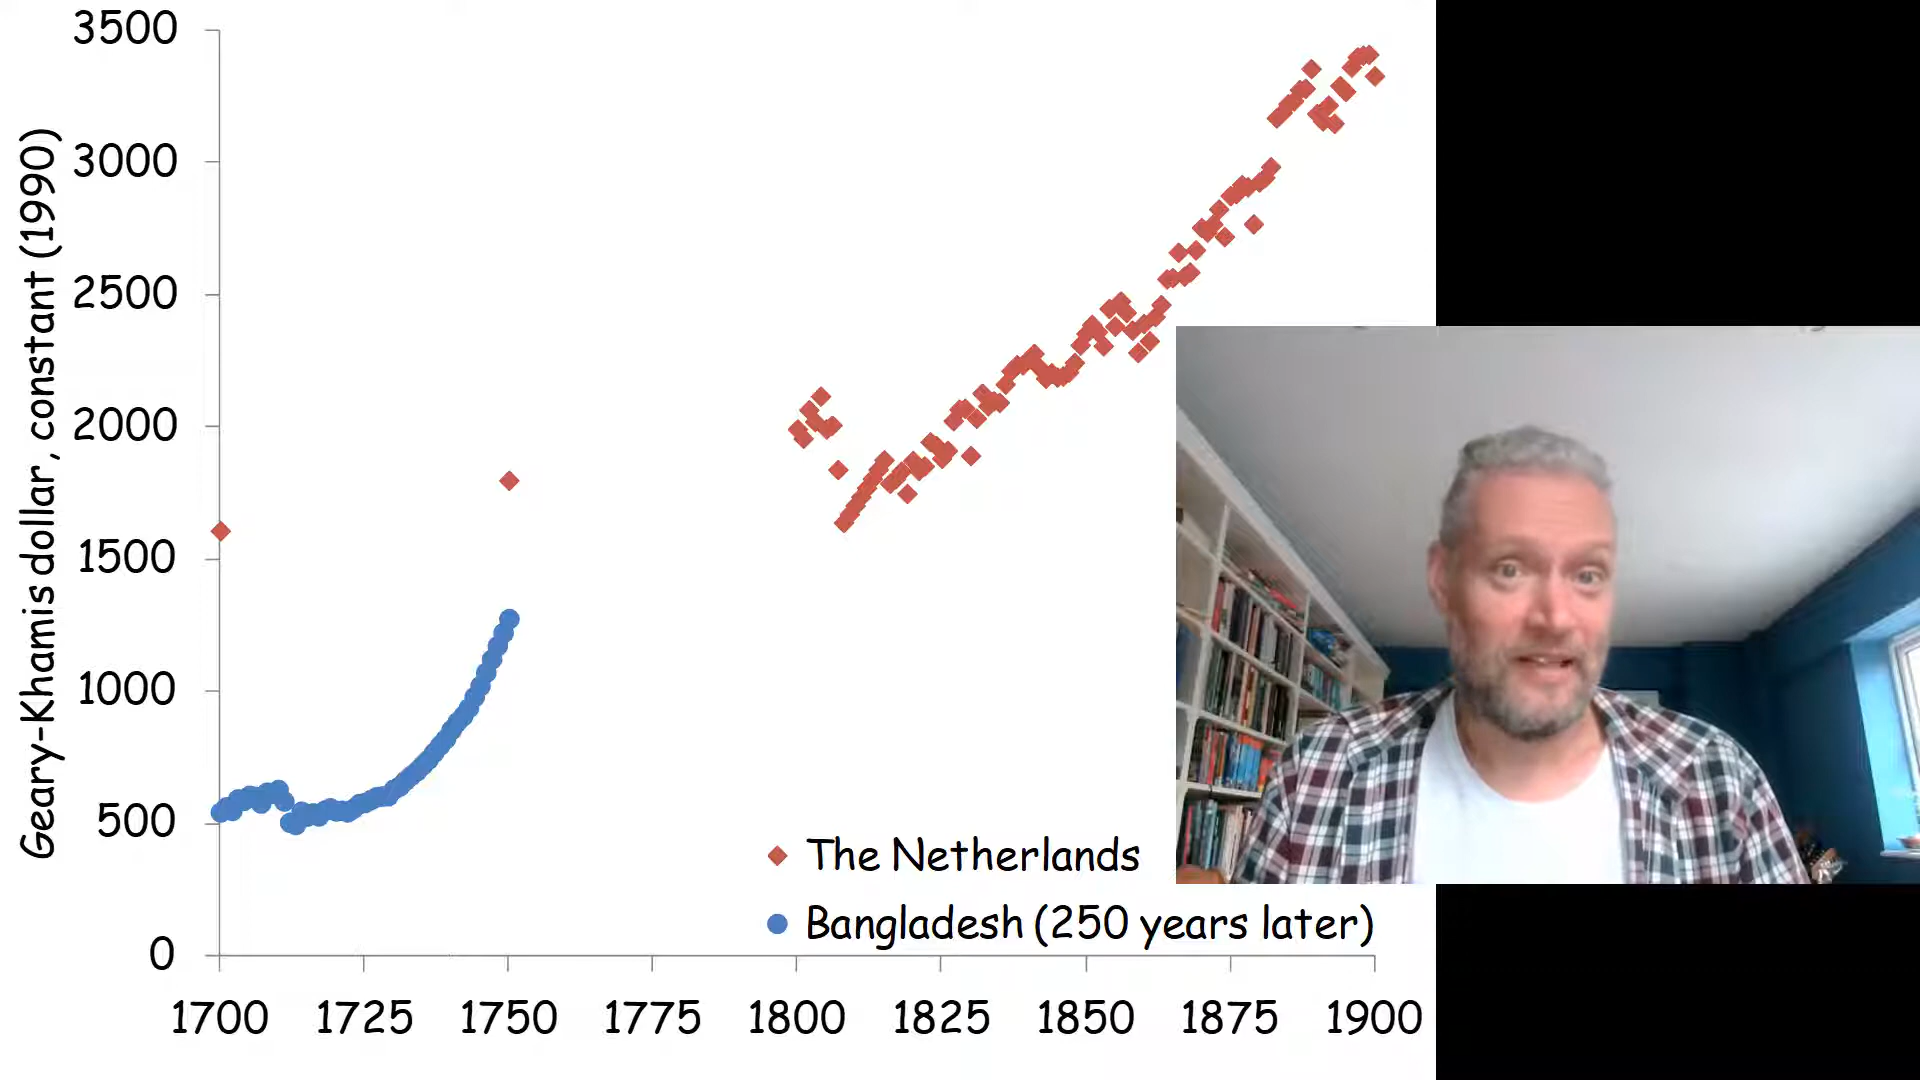 Geary-Khamis dollar, constant (1990)
3500
3000
2500
2000
1500
1000
500
0
1700 1725 1750 1775 1800 1825 1850 1875 1900
The Netherlands
Bangladesh (250 years later)